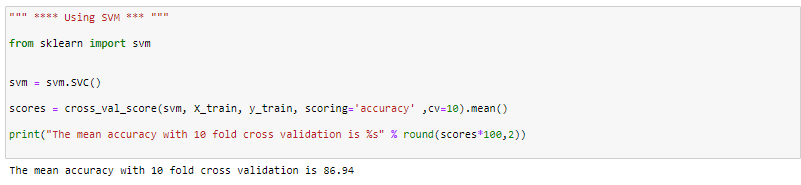 """ **** Using SVM *** """
from sklearn import svm
svm = svm.SVC()
scores = cross_val_score(svm, X_train, y_train, scoring='accuracy' ,cv=10).mean()
print("The mean accuracy with 10 fold cross validation is %s" % round(scores*100,2))
The mean accuracy with 10 fold cross validation is 86.94